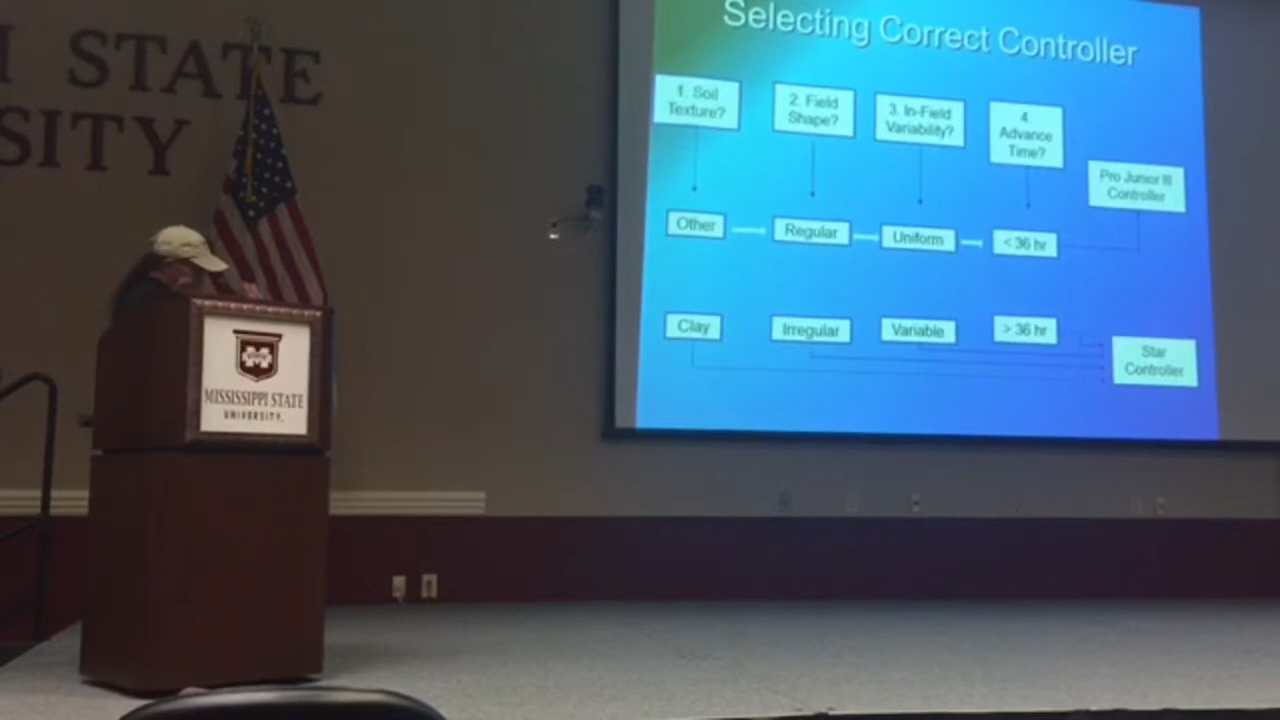 I STATE
SITY
MISSISSIPPI STATE
UNIVERSITY.
Selecting Correct Controller
1. Soil
Texture?
2. Field
Shape?
3. In-Field
Variability?
4.
Advance
Time?
Pro Junior III
Controller
Other
Regular
Uniform
< 36 hr
Clay
Irregular
Variable
> 36 hr
Star
Controller